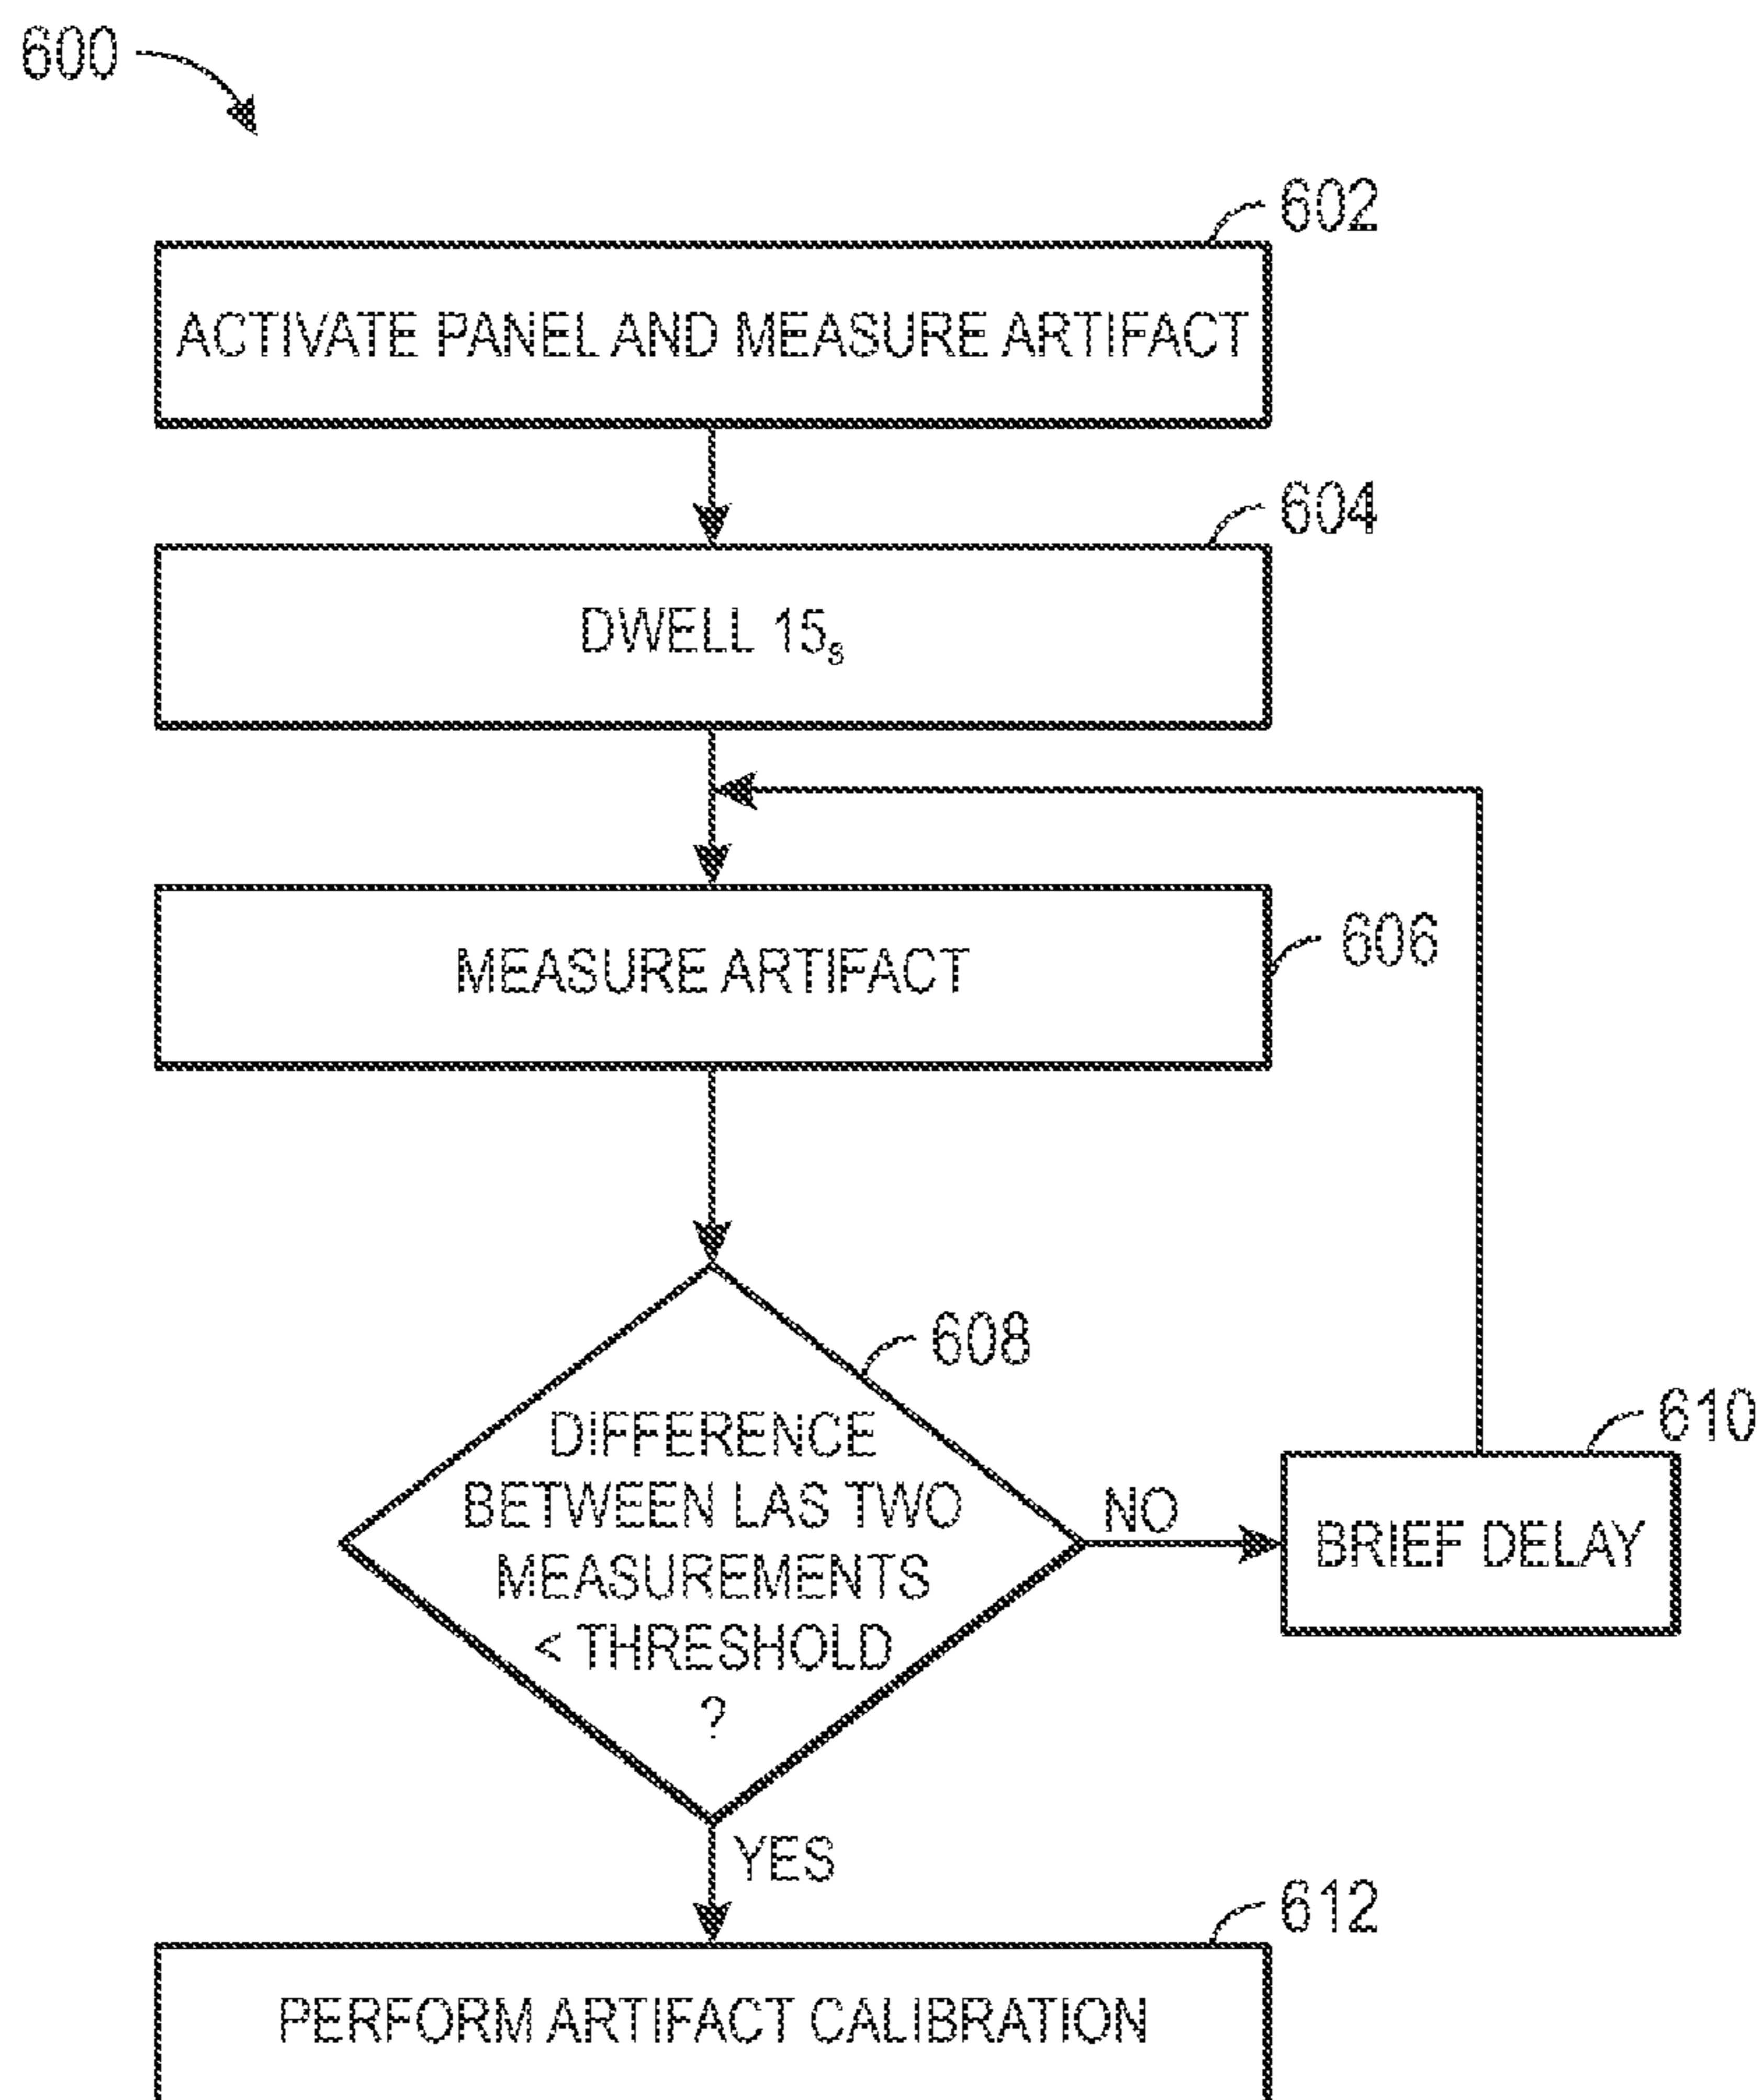 600
602
ACTIVATE PANEL AND MEASURE ARTIFACT
604
DWELL 15s
606
MEASURE ARTIFACT
608
DIFFERENCE
BETWEEN LAS TWO
MEASUREMENTS
< THRESHOLD
?
NO
610
BRIEF DELAY
YES
612
PERFORM ARTIFACT CALIBRATION